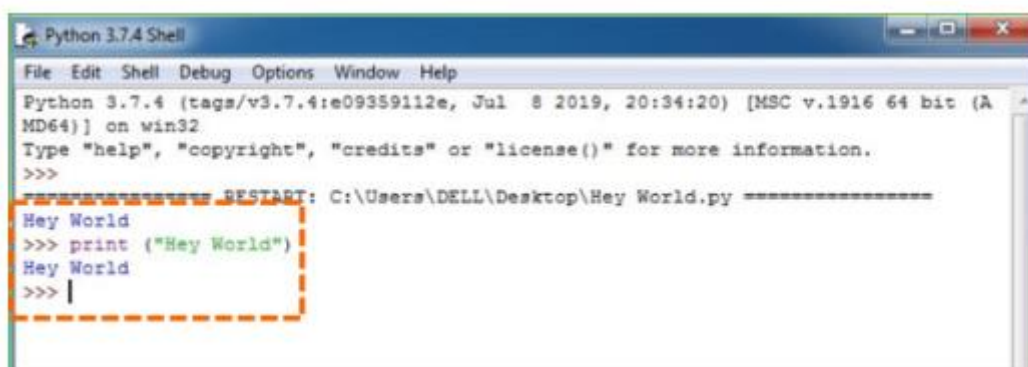 Python 3.7.4 Shell
File Edit Shell Debug Options Window Help
Python 3.7.4 (tags/v3.7.4:e09359112e, Jul  8 2019, 20:34:20) [MSC v.1916 64 bit (A
MD64)] on win32
Type "help", "copyright", "credits" or "license()" for more information.
>>>
================ RESTART: C:\Users\DELL\Desktop\Hey World.py ================
Hey World
>>> print ("Hey World")
Hey World
>>>